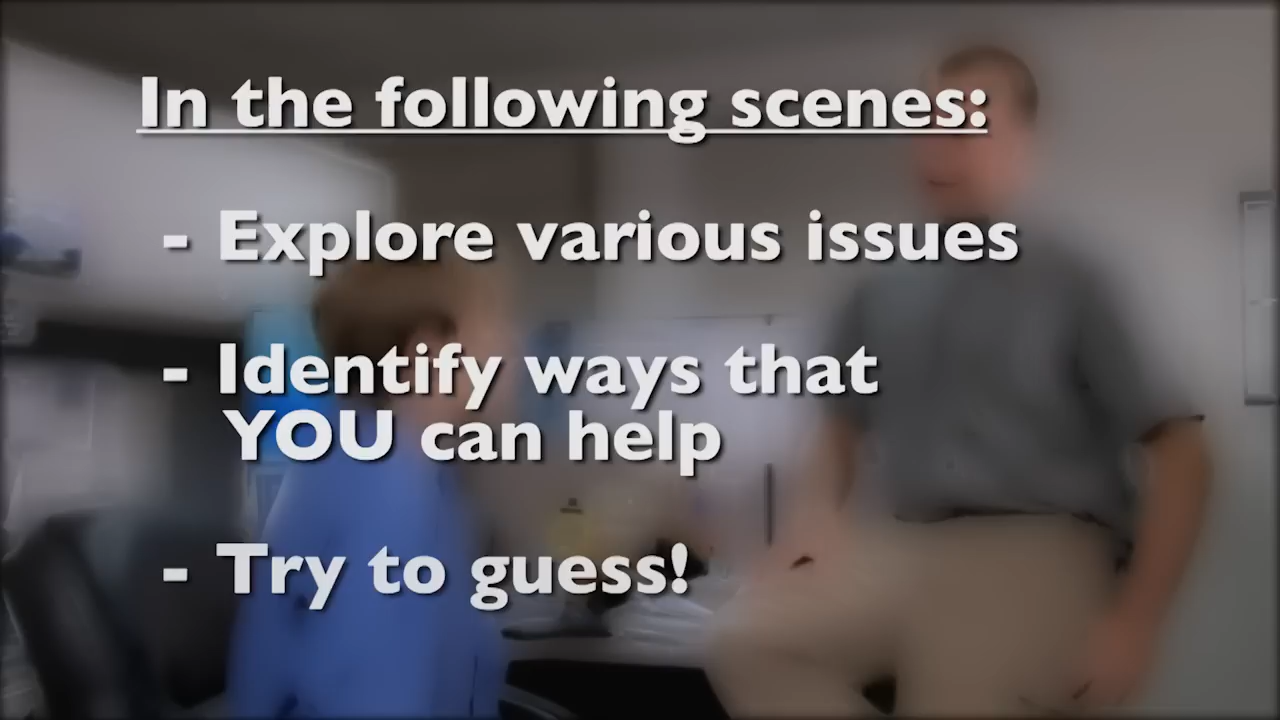 In the following scenes:
- Explore various issues
- Identify ways that
YOU can help
- Try to guess!